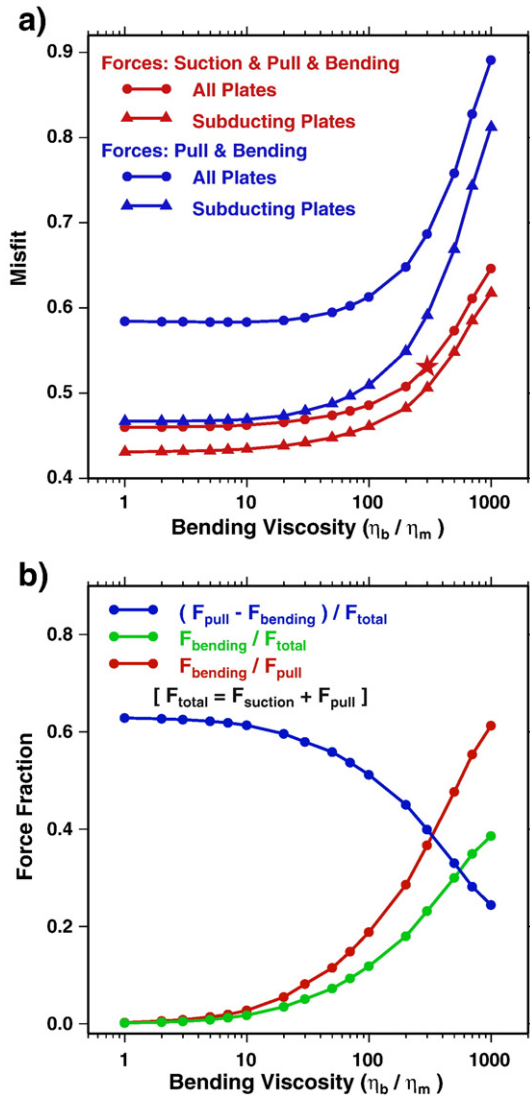 a)
0.9
0.8
0.7
0.6
0.5
0.4
Misfit
Forces: Suction & Pull & Bending
All Plates
Subducting Plates
Forces: Pull & Bending
All Plates
Subducting Plates
1 10 100 1000
Bending Viscosity (ηb / ηm )
b)
0.8
0.6
0.4
0.2
0.0
Force Fraction
( Fpull - Fbending ) / Ftotal
Fbending / Ftotal
Fbending / Fpull
[ Ftotal = Fsuction + Fpull ]
1 10 100 1000
Bending Viscosity (ηb / ηm )